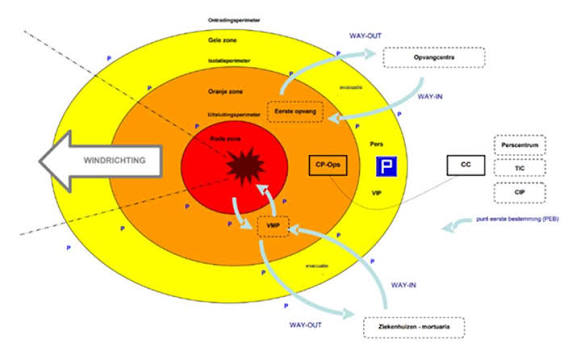 Ontradingsperimeter
Gele zone
WAY-OUT
P
P
Isolatieperimeter
Opvangcentra
P
evacuatie
Oranje zone
WAY-IN
P
Uitsluitingsperimeter
Eerste opvang
P
P
P
P
Rode zone
Pers
Perscentrum
WINDRICHTING
CP-Ops
P
CC
TIC
VIP
CIP
P
P
P
VMP
punt eerste bestemming (PEB)
P
P
P
evacuatie
WAY-IN
P
WAY-OUT
Ziekenhuizen - mortuaria